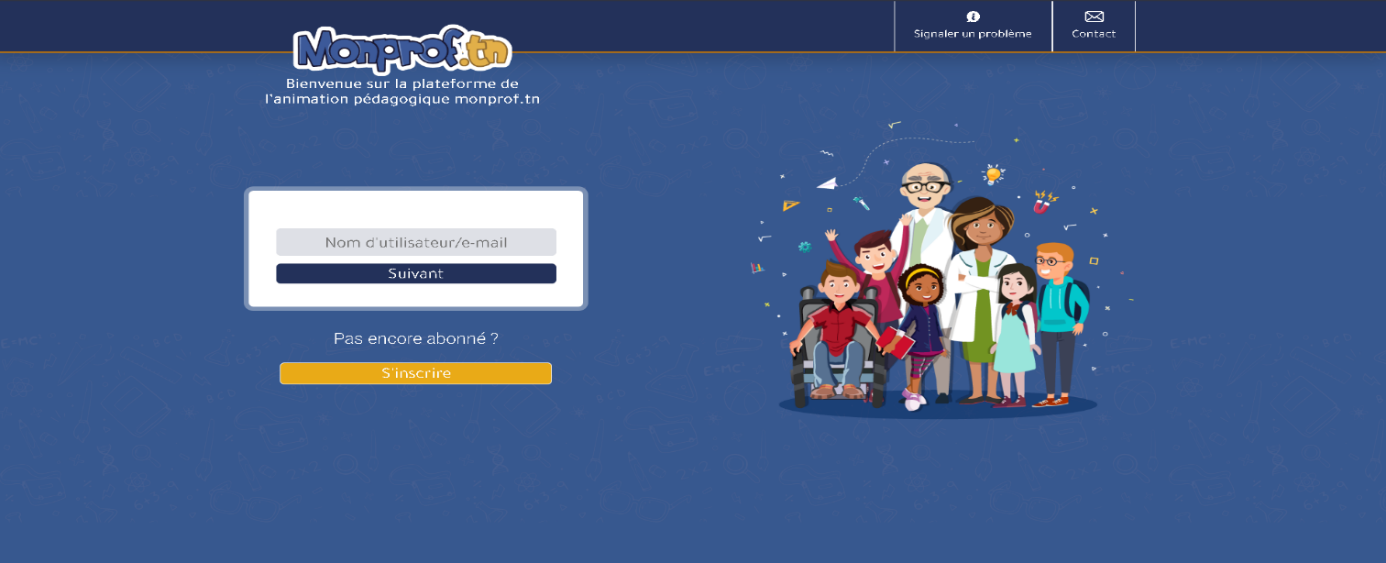 Signaler un problème
Contact
Monprof.tn
Bienvenue sur la plateforme de
l'animation pédagogique monprof.tn
Nom d'utilisateur/e-mail
Suivant
Pas encore abonné ?
S'inscrire